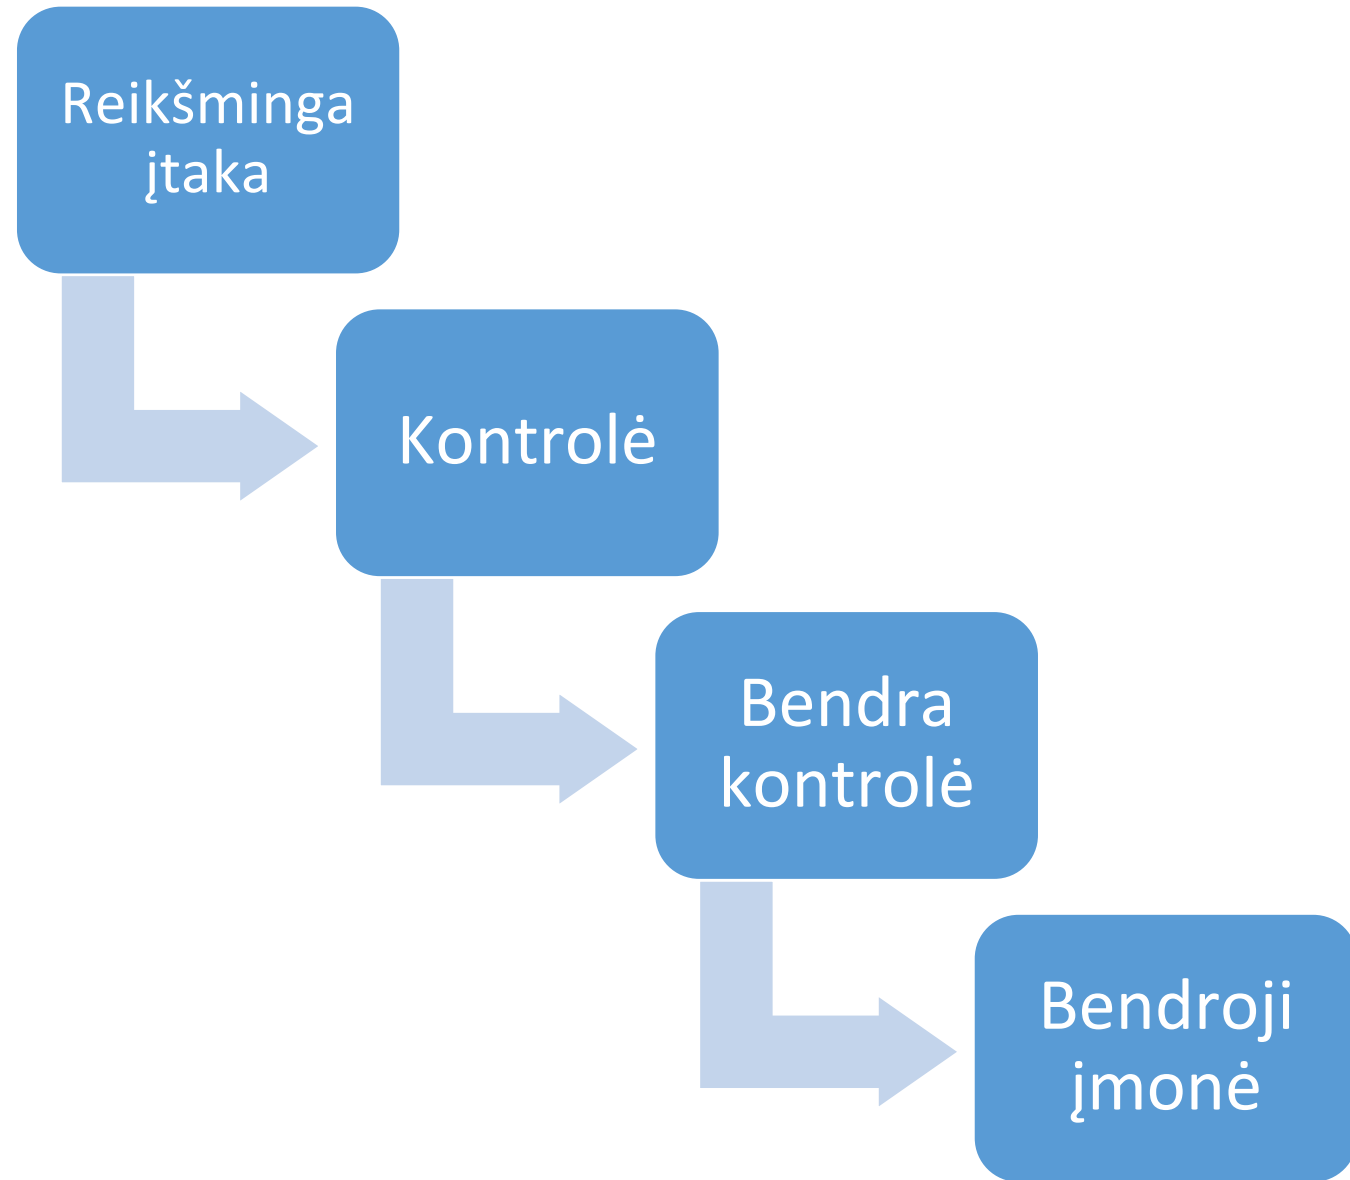 Reikšminga
įtaka
Kontrolė
Bendra
kontrolė
Bendroji
įmonė